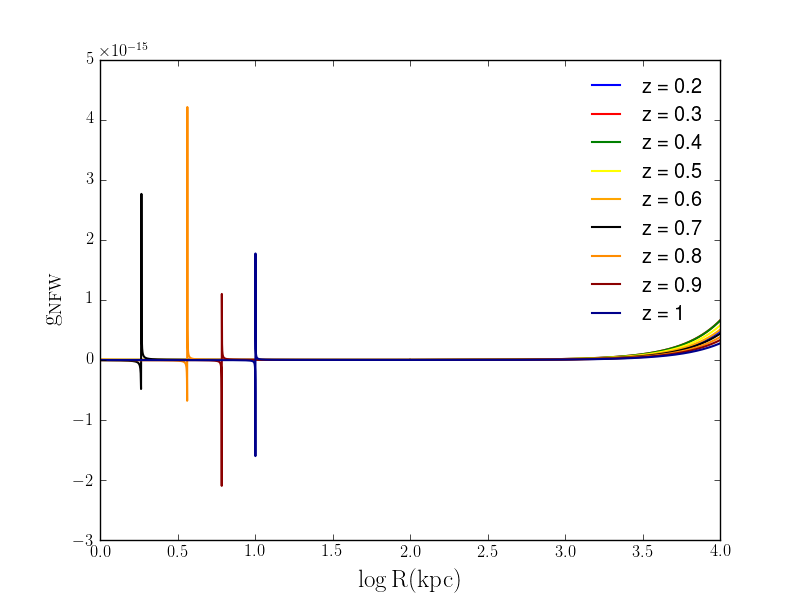 ×10⁻¹⁵
5
4
3
2
1
0
−1
−2
−3
0.0 0.5 1.0 1.5 2.0 2.5 3.0 3.5 4.0
log R(kpc)
g_NFW
z = 0.2
z = 0.3
z = 0.4
z = 0.5
z = 0.6
z = 0.7
z = 0.8
z = 0.9
z = 1